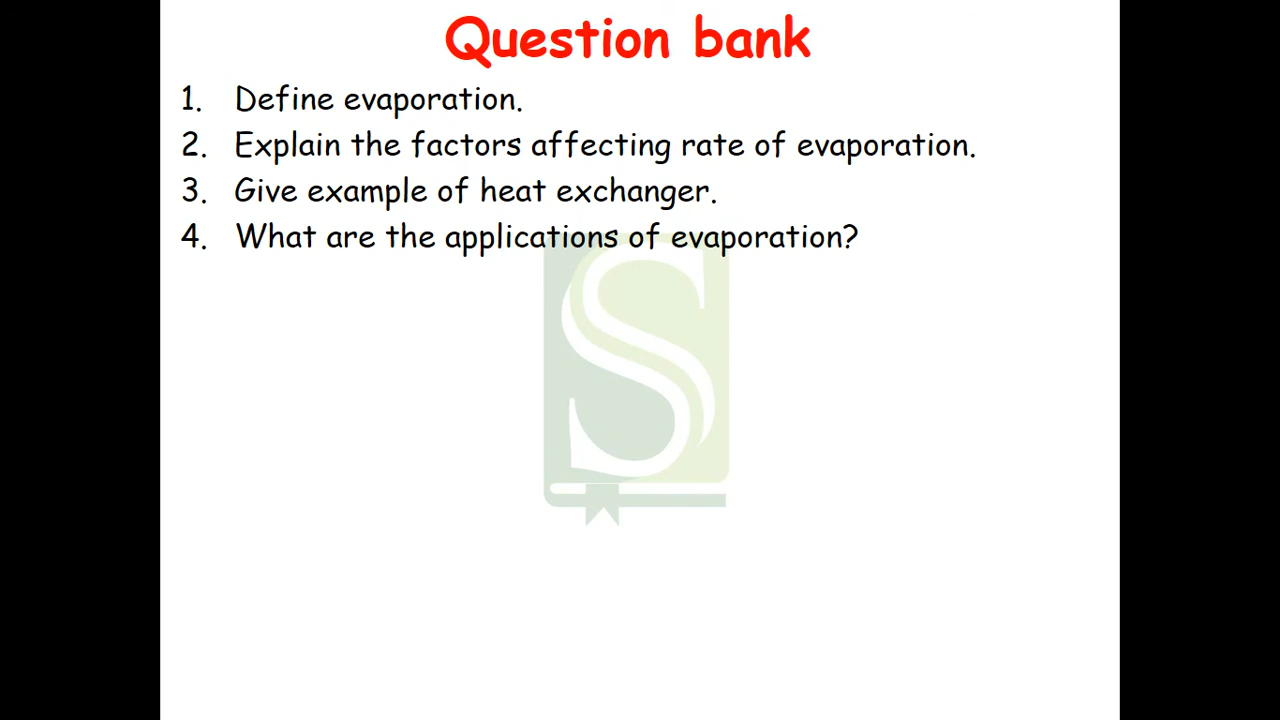 Question bank
1. Define evaporation.
2. Explain the factors affecting rate of evaporation.
3. Give example of heat exchanger.
4. What are the applications of evaporation?
S